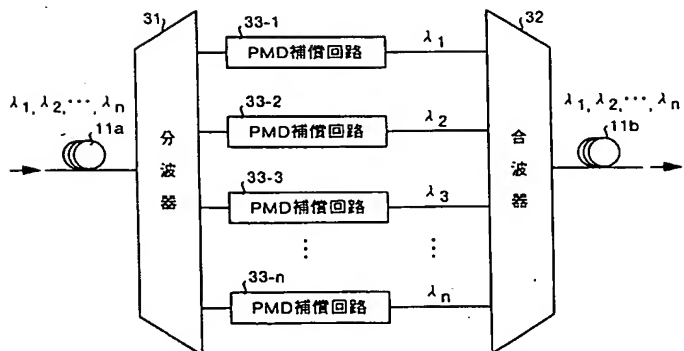 31
33-1
32
PMD補償回路
λ1
λ1, λ2, ⋯, λn
11a
33-2
PMD補償回路
λ2
λ1, λ2, ⋯, λn
11b
分波器
合波器
33-3
PMD補償回路
λ3
⋮
⋮
33-n
PMD補償回路
λn